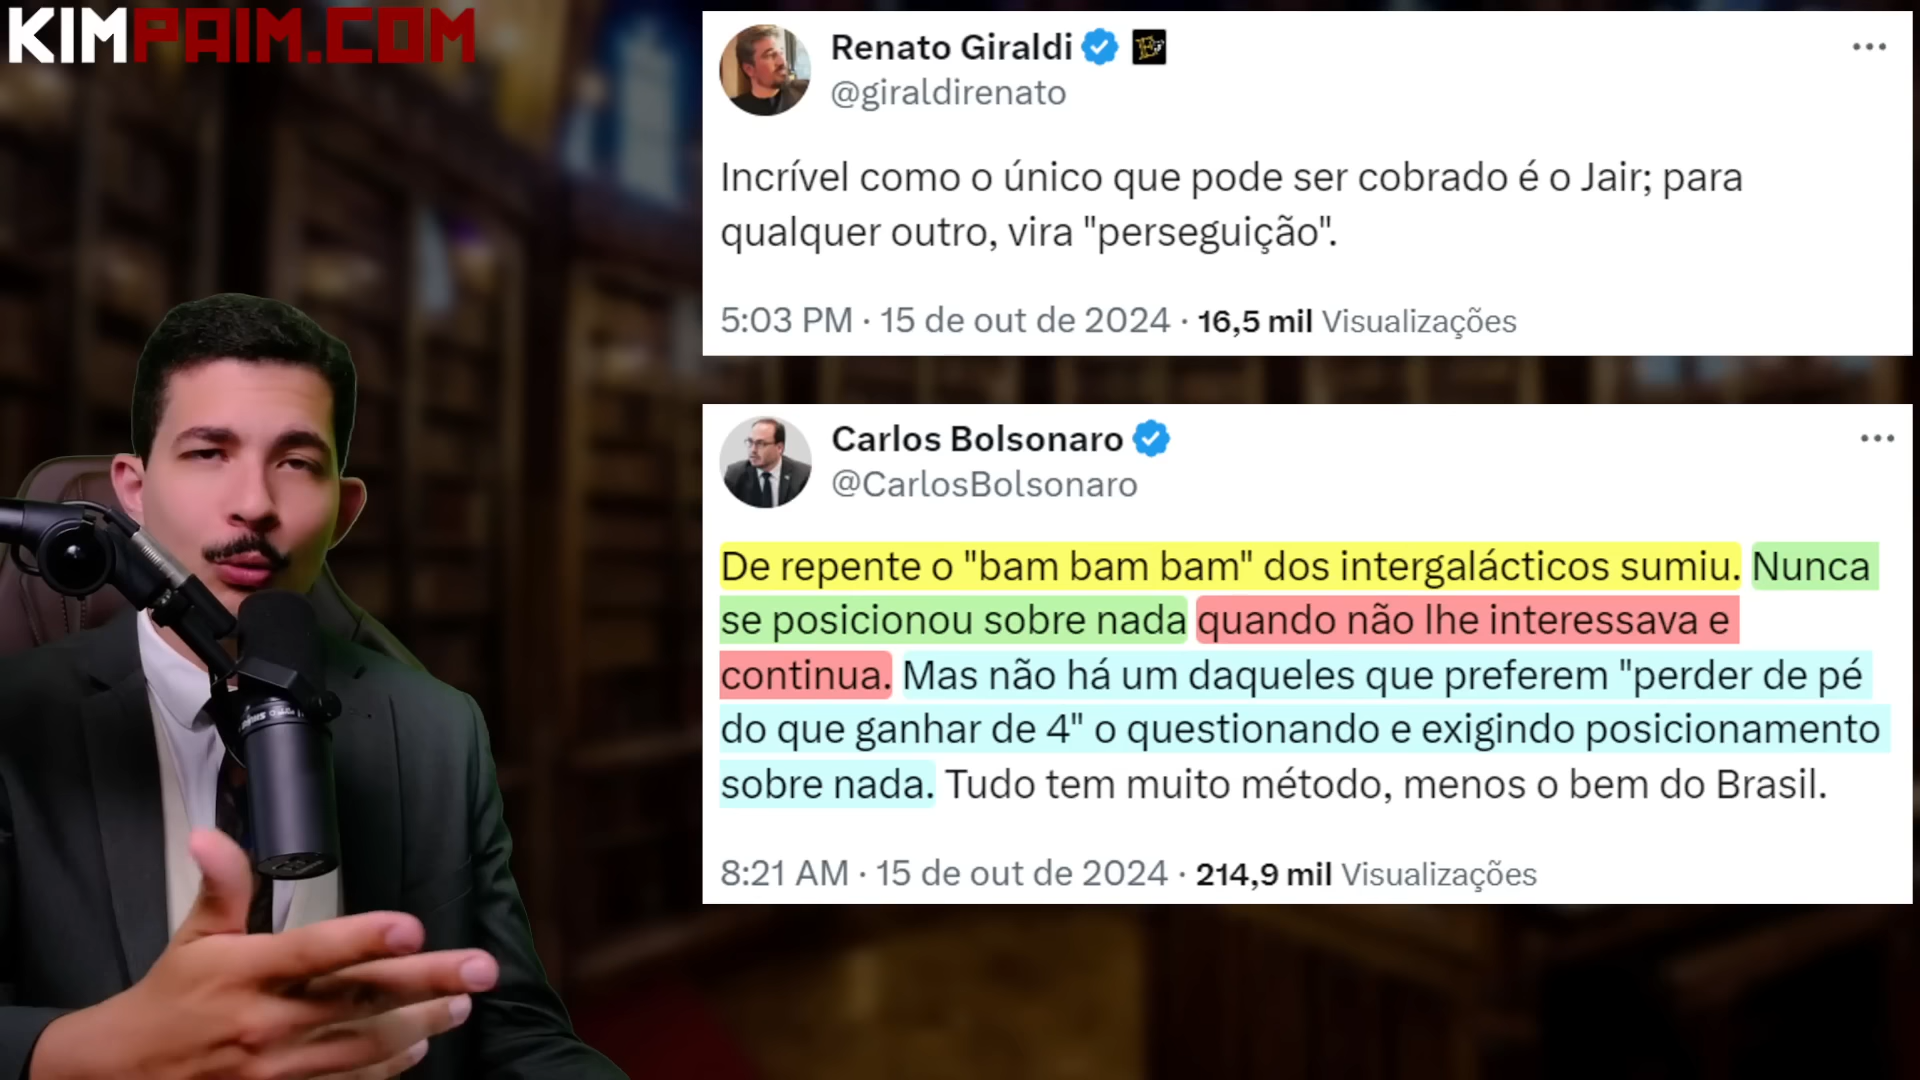 KIMPAIM.COM
Renato Giraldi
@giraldirenato
Incrível como o único que pode ser cobrado é o Jair; para
qualquer outro, vira "perseguição".
5:03 PM · 15 de out de 2024 · 16,5 mil Visualizações
Carlos Bolsonaro
@CarlosBolsonaro
De repente o "bam bam bam" dos intergalácticos sumiu. Nunca
se posicionou sobre nada quando não lhe interessava e
continua. Mas não há um daqueles que preferem "perder de pé
do que ganhar de 4" o questionando e exigindo posicionamento
sobre nada. Tudo tem muito método, menos o bem do Brasil.
8:21 AM · 15 de out de 2024 · 214,9 mil Visualizações